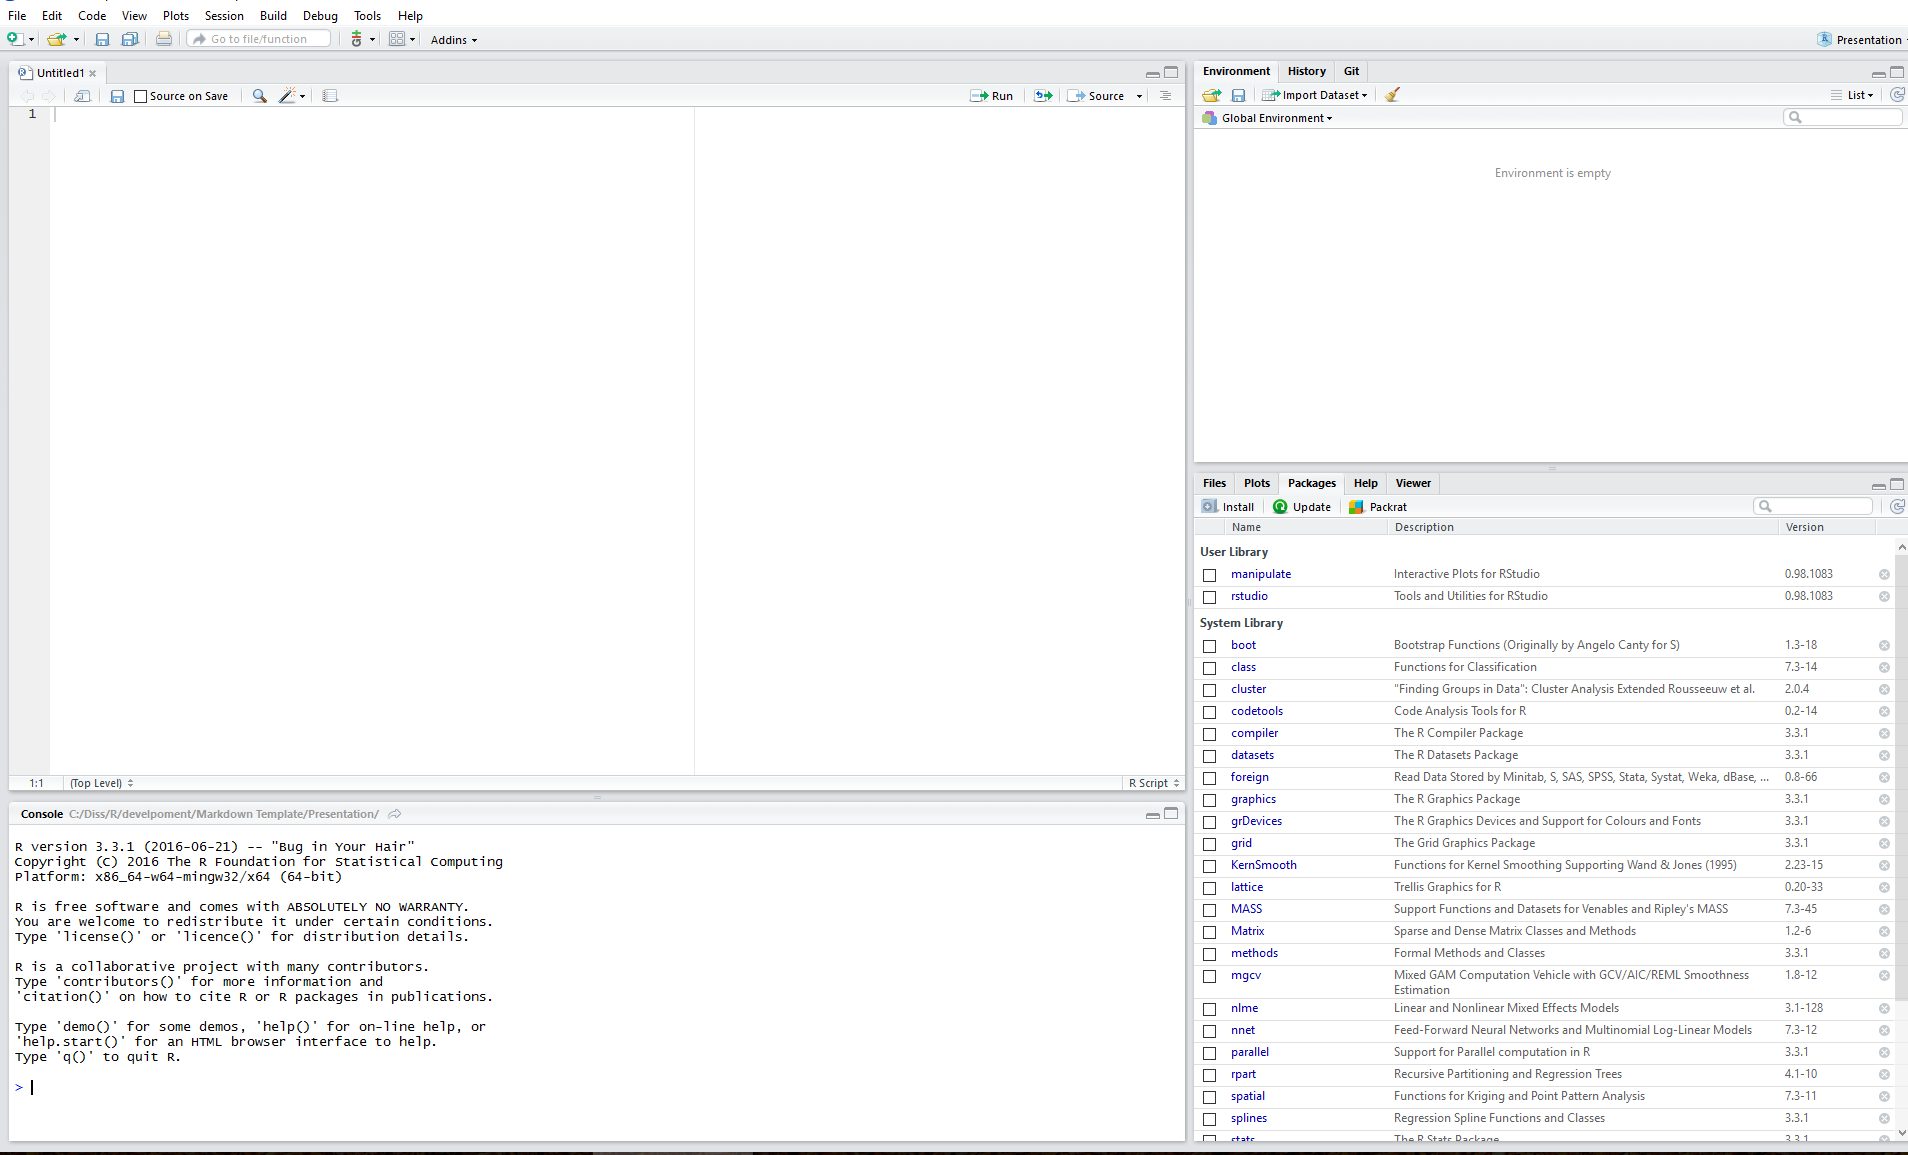 File Edit Code View Plots Session Build Debug Tools Help
Go to file/function Addins Presentation
Untitled1
Source on Save Run Source
1
1:1 (Top Level) R Script
Console C:/Diss/R/develpoment/Markdown Template/Presentation/
R version 3.3.1 (2016-06-21) -- "Bug in Your Hair"
Copyright (C) 2016 The R Foundation for Statistical Computing
Platform: x86_64-w64-mingw32/x64 (64-bit)
R is free software and comes with ABSOLUTELY NO WARRANTY.
You are welcome to redistribute it under certain conditions.
Type 'license()' or 'licence()' for distribution details.
R is a collaborative project with many contributors.
Type 'contributors()' for more information and
'citation()' on how to cite R or R packages in publications.
Type 'demo()' for some demos, 'help()' for on-line help, or
'help.start()' for an HTML browser interface to help.
Type 'q()' to quit R.
>
Environment History Git
Import Dataset List
Global Environment
Environment is empty
Files Plots Packages Help Viewer
Install Update Packrat
Name Description Version
User Library
manipulate Interactive Plots for RStudio 0.98.1083
rstudio Tools and Utilities for RStudio 0.98.1083
System Library
boot Bootstrap Functions (Originally by Angelo Canty for S) 1.3-18
class Functions for Classification 7.3-14
cluster "Finding Groups in Data": Cluster Analysis Extended Rousseeuw et al. 2.0.4
codetools Code Analysis Tools for R 0.2-14
compiler The R Compiler Package 3.3.1
datasets The R Datasets Package 3.3.1
foreign Read Data Stored by Minitab, S, SAS, SPSS, Stata, Systat, Weka, dBase, ... 0.8-66
graphics The R Graphics Package 3.3.1
grDevices The R Graphics Devices and Support for Colours and Fonts 3.3.1
grid The Grid Graphics Package 3.3.1
KernSmooth Functions for Kernel Smoothing Supporting Wand & Jones (1995) 2.23-15
lattice Trellis Graphics for R 0.20-33
MASS Support Functions and Datasets for Venables and Ripley's MASS 7.3-45
Matrix Sparse and Dense Matrix Classes and Methods 1.2-6
methods Formal Methods and Classes 3.3.1
mgcv Mixed GAM Computation Vehicle with GCV/AIC/REML Smoothness 1.8-12
Estimation
nlme Linear and Nonlinear Mixed Effects Models 3.1-128
nnet Feed-Forward Neural Networks and Multinomial Log-Linear Models 7.3-12
parallel Support for Parallel computation in R 3.3.1
rpart Recursive Partitioning and Regression Trees 4.1-10
spatial Functions for Kriging and Point Pattern Analysis 7.3-11
splines Regression Spline Functions and Classes 3.3.1
stats The R Stats Package 3.3.1